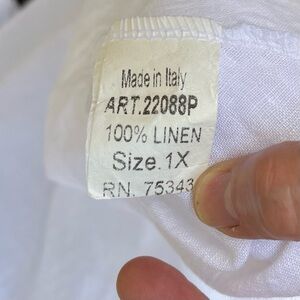 Made in Italy
ART.22088P
100% LINEN
Size.1X
RN. 75343